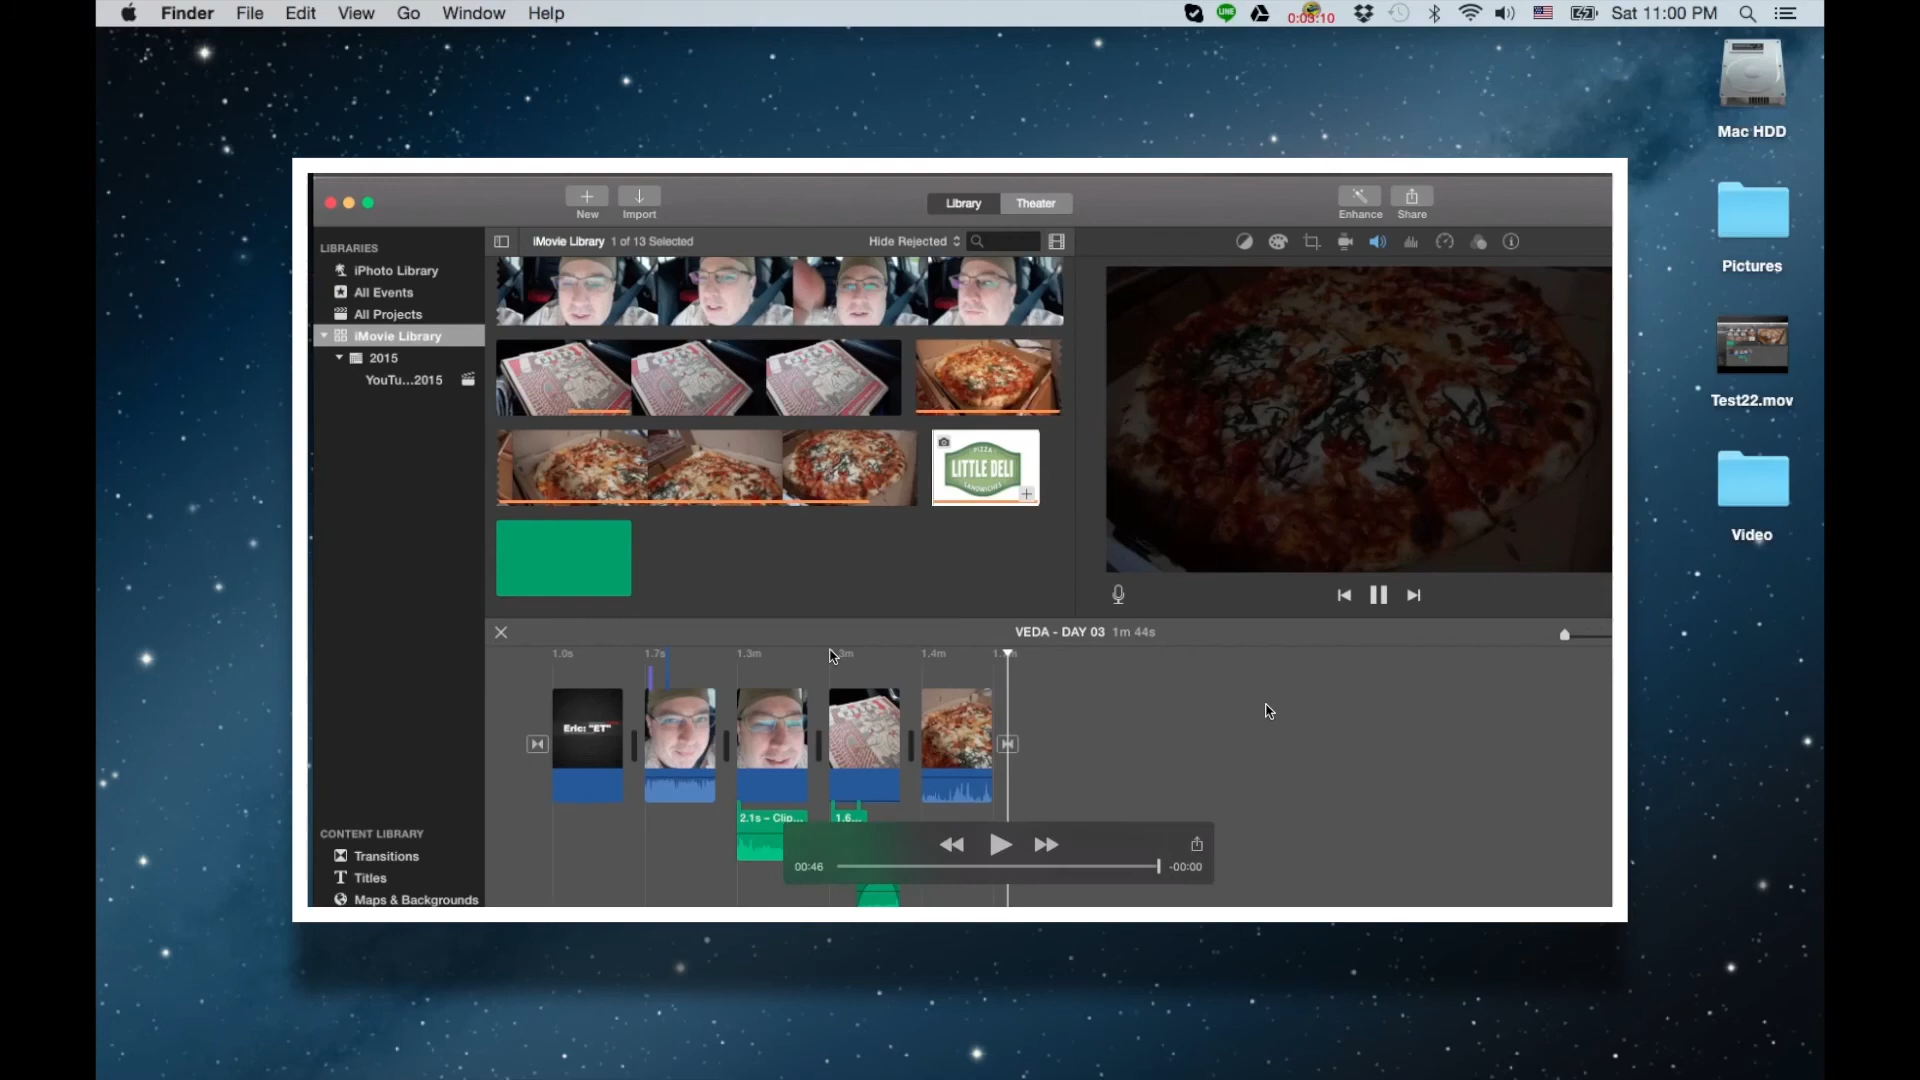 Finder File Edit View Go Window Help
LINE
0:03:10
Sat 11:00 PM
Mac HDD
Pictures
Test22.mov
Video
New
Import
Library
Theater
Enhance
Share
LIBRARIES
iPhoto Library
All Events
All Projects
iMovie Library
2015
YouTu...2015
iMovie Library 1 of 13 Selected
Hide Rejected
PIZZA
LITTLE DELI
SANDWICHES
VEDA - DAY 03 1m 44s
1.0s
1.7s
1.3m
1.4m
Eric: "ET"
2.1s – Clip...
1.6...
00:46
-00:00
CONTENT LIBRARY
Transitions
Titles
Maps & Backgrounds